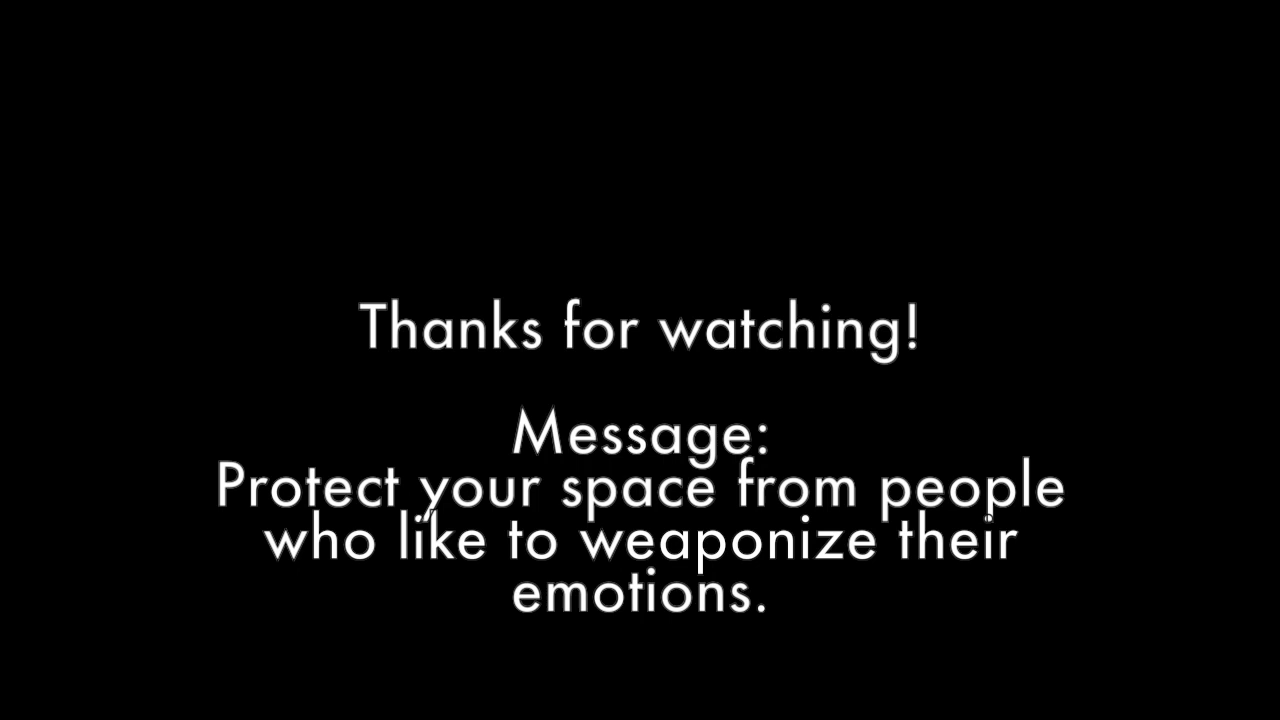 Thanks for watching!
Message:
Protect your space from people
who like to weaponize their
emotions.